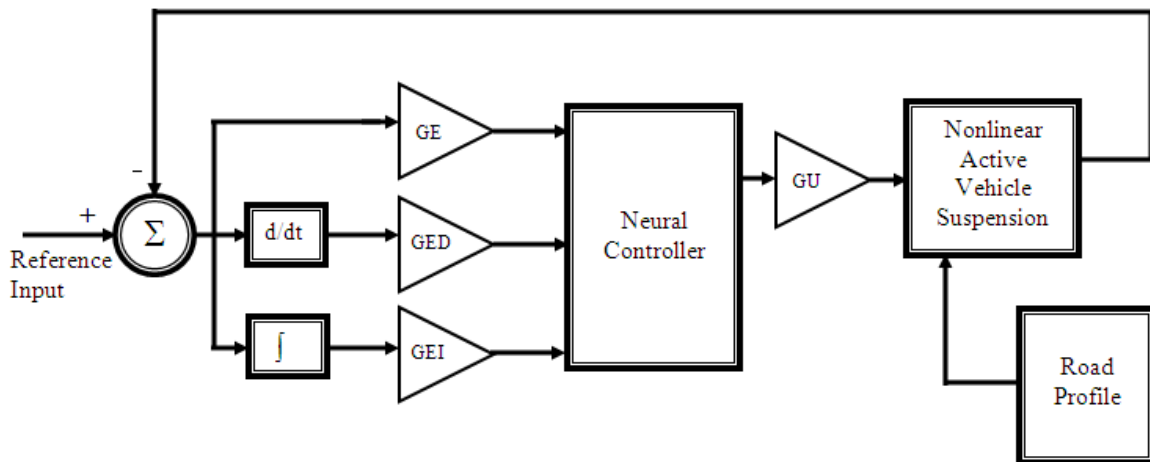 -
+
Σ
Reference
Input
d/dt
∫
GE
GED
GEI
Neural
Controller
GU
Nonlinear
Active
Vehicle
Suspension
Road
Profile